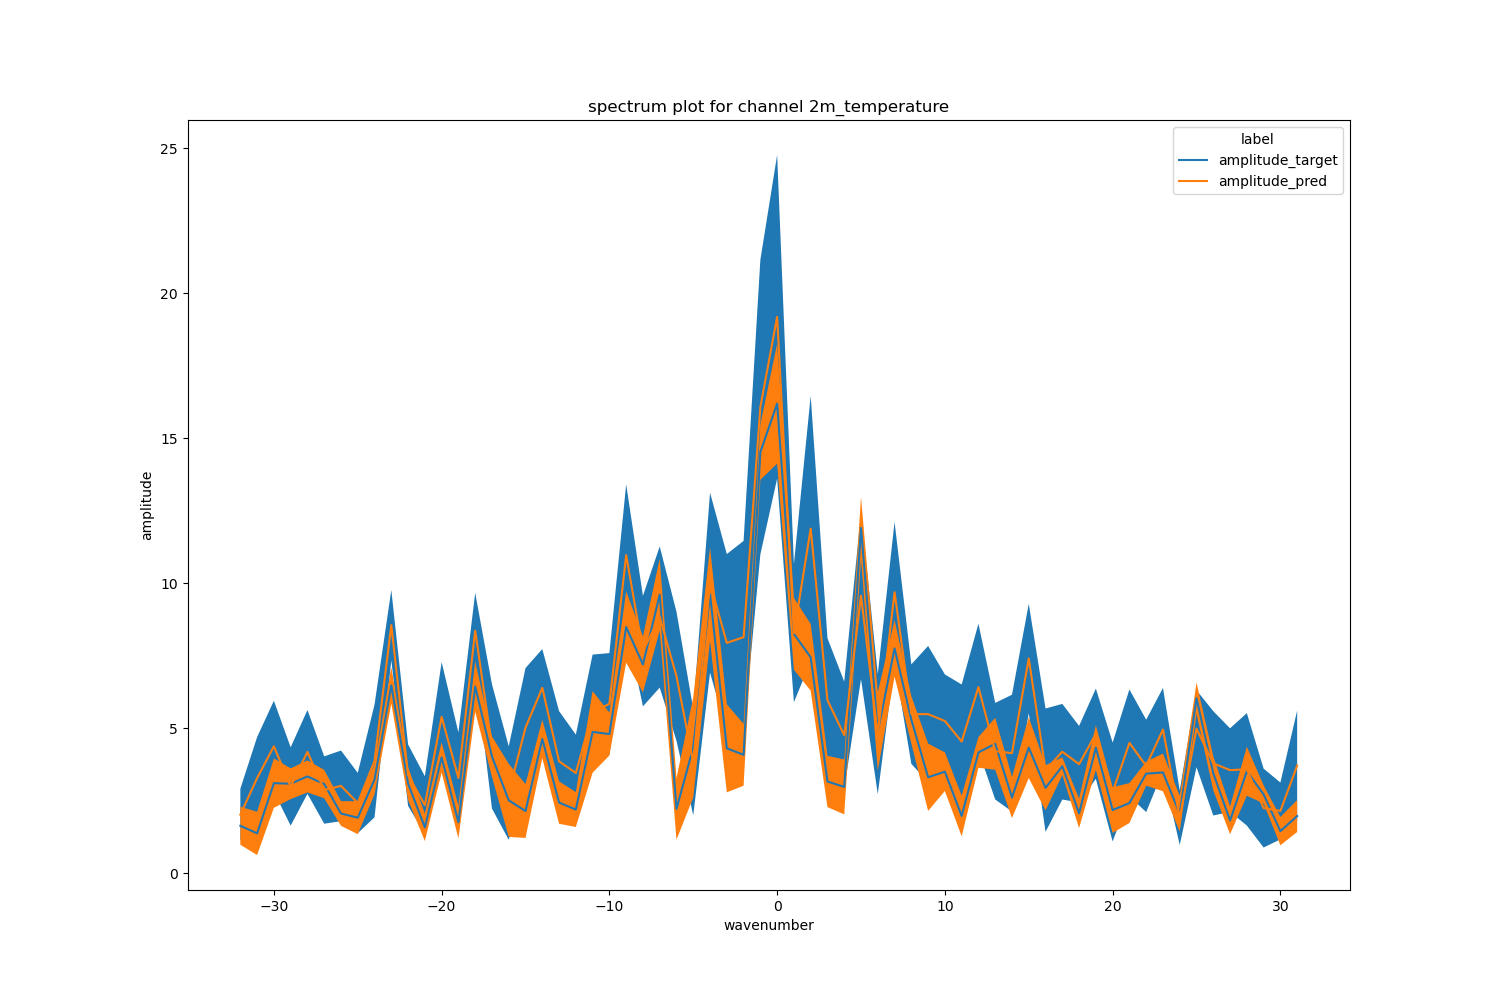 spectrum plot for channel 2m_temperature
label
amplitude_target
amplitude_pred
25
20
15
10
5
0
amplitude
−30
−20
−10
0
10
20
30
wavenumber